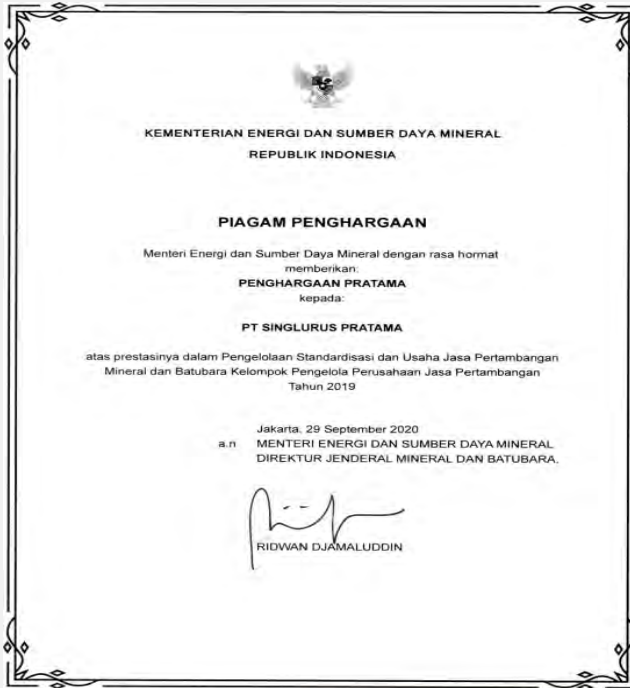 KEMENTERIAN ENERGI DAN SUMBER DAYA MINERAL
REPUBLIK INDONESIA
PIAGAM PENGHARGAAN
Menteri Energi dan Sumber Daya Mineral dengan rasa hormat
memberikan:
PENGHARGAAN PRATAMA
kepada:
PT SINGLURUS PRATAMA
atas prestasinya dalam Pengelolaan Standardisasi dan Usaha Jasa Pertambangan
Mineral dan Batubara Kelompok Pengelola Perusahaan Jasa Pertambangan
Tahun 2019
Jakarta, 29 September 2020
a.n MENTERI ENERGI DAN SUMBER DAYA MINERAL
DIREKTUR JENDERAL MINERAL DAN BATUBARA.
RIDWAN DJAMALUDDIN